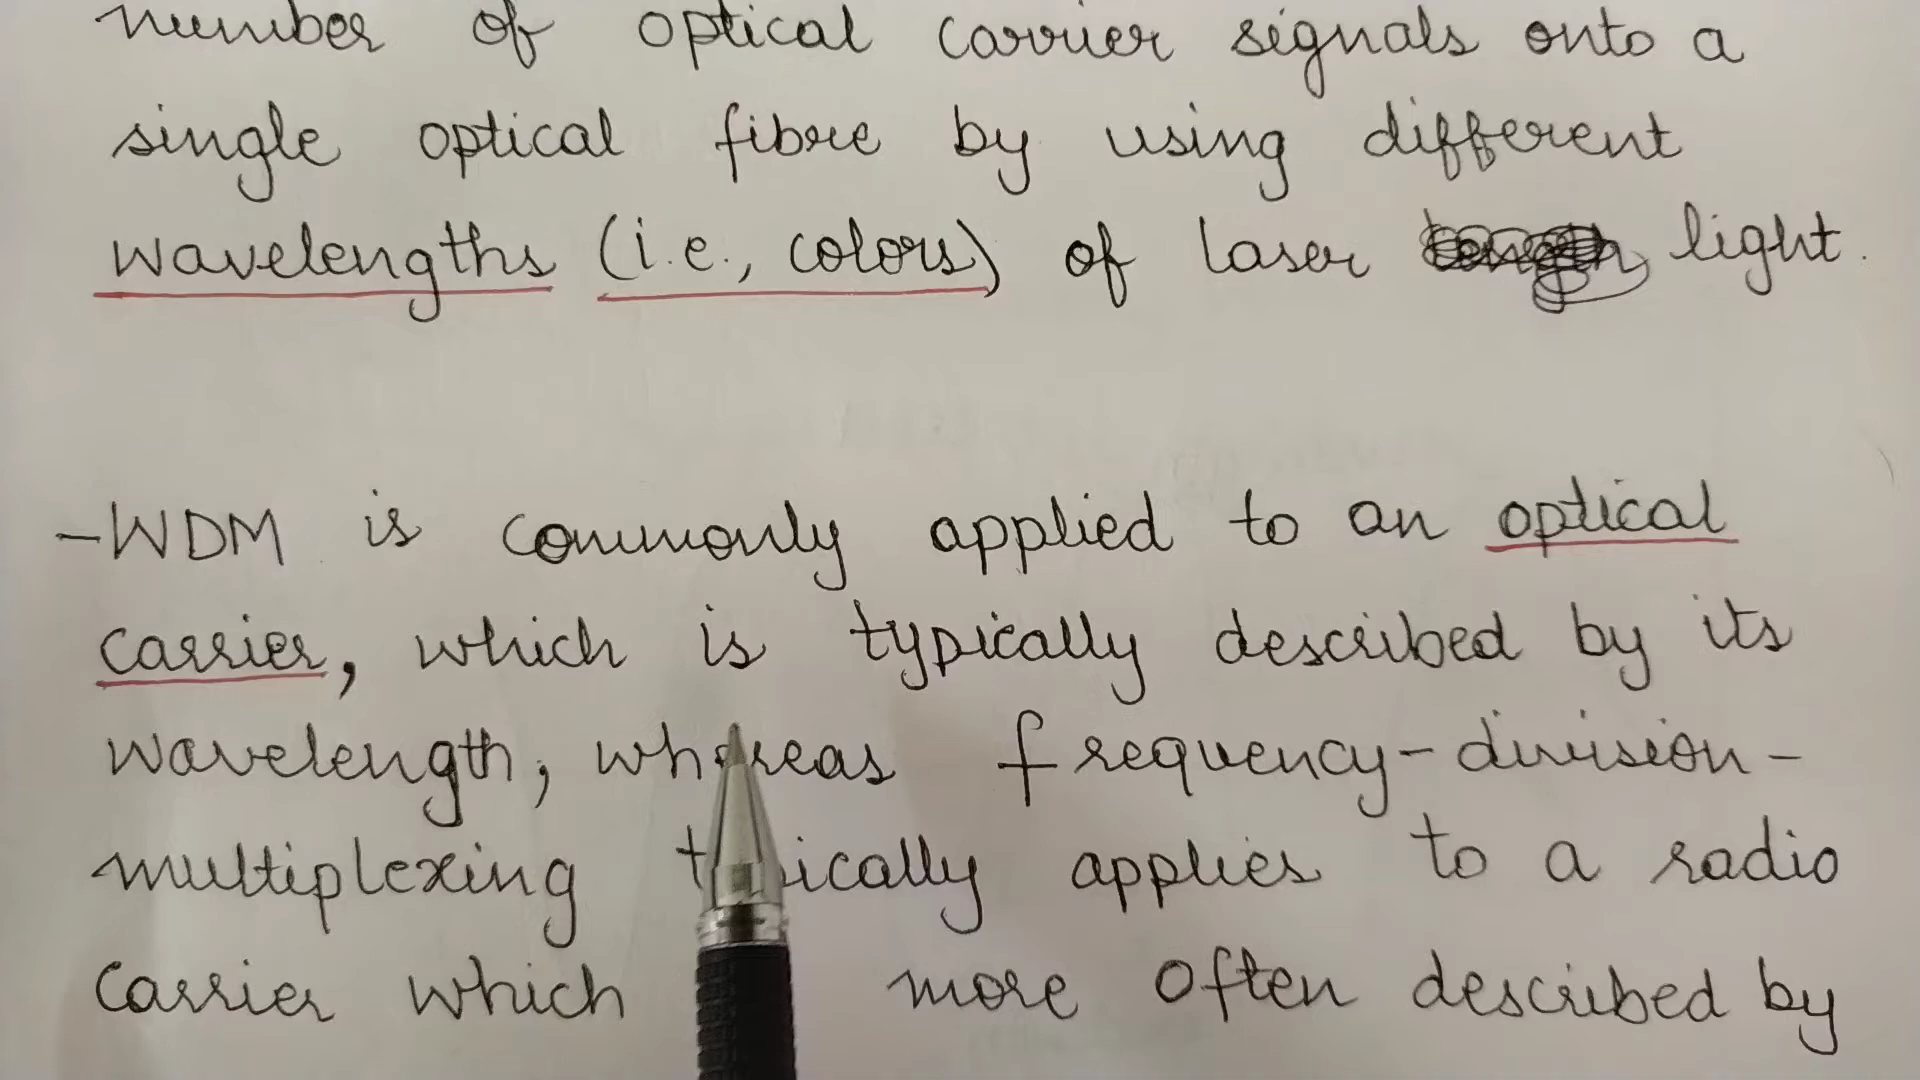 number of optical carrier signals onto a
single optical fibre by using different
wavelengths (i.e., colors) of laser light.
-WDM is commonly applied to an optical
carrier, which is typically described by its
wavelength, whereas frequency-division-
multiplexing typically applies to a radio
carrier which more often described by